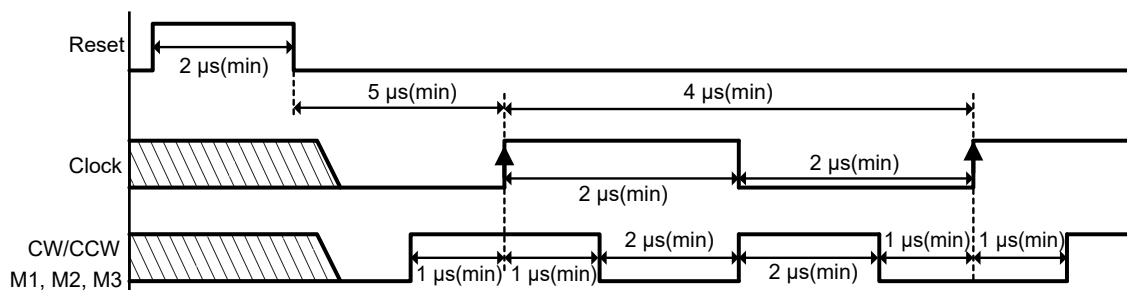 Reset
2 µs(min)
5 µs(min)
4 µs(min)
Clock
2 µs(min)
2 µs(min)
CW/CCW
M1, M2, M3
1 µs(min)
1 µs(min)
2 µs(min)
2 µs(min)
1 µs(min)
1 µs(min)